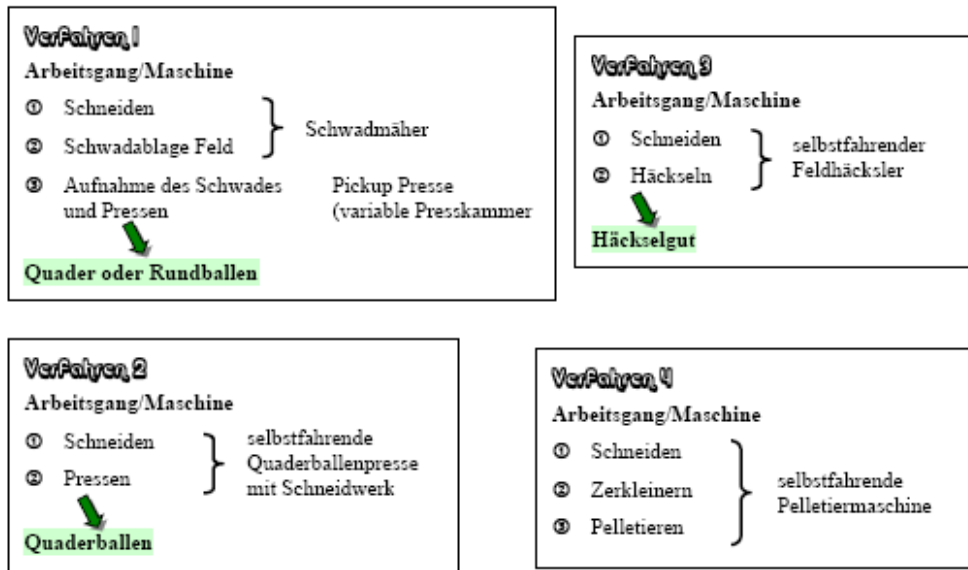 Verfahren 1
Arbeitsgang/Maschine
① Schneiden
② Schwadablage Feld
Schwadmäher
③ Aufnahme des Schwades Pickup Presse
und Pressen (variable Presskammer
Quader oder Rundballen
Verfahren 3
Arbeitsgang/Maschine
① Schneiden
② Häckseln
selbstfahrender
Feldhäcksler
Häckselgut
Verfahren 2
Arbeitsgang/Maschine
① Schneiden
② Pressen
selbstfahrende
Quaderballenpresse
mit Schneidwerk
Quaderballen
Verfahren 4
Arbeitsgang/Maschine
① Schneiden
② Zerkleinern
③ Pelletieren
selbstfahrende
Pelletiermaschine